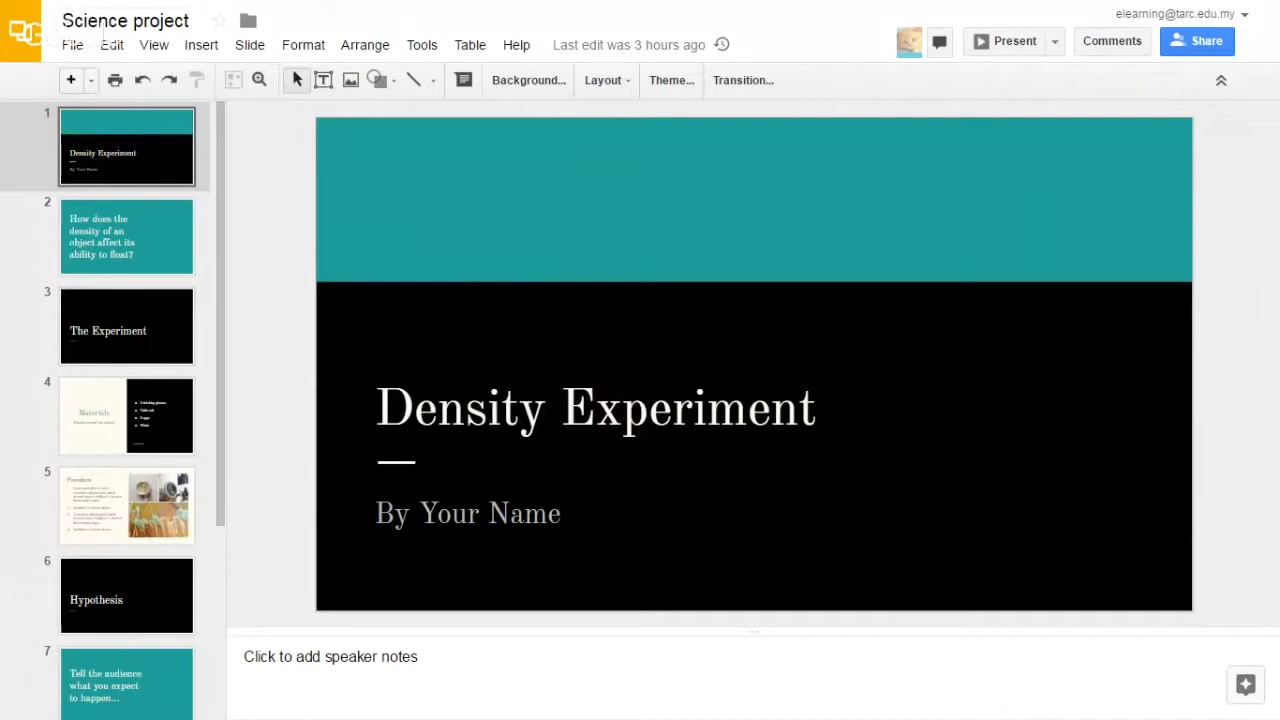 Science project
elearning@tarc.edu.my
File Edit View Insert Slide Format Arrange Tools Table Help Last edit was 3 hours ago
Present Comments Share
Background... Layout Theme... Transition...
1
Density Experiment
By Your Name
2
How does the
density of an
object affect its
ability to float?
3
The Experiment
4
Materials
5
Procedure
6
Hypothesis
7
Tell the audience
what you expect
to happen...
Density Experiment
By Your Name
Click to add speaker notes